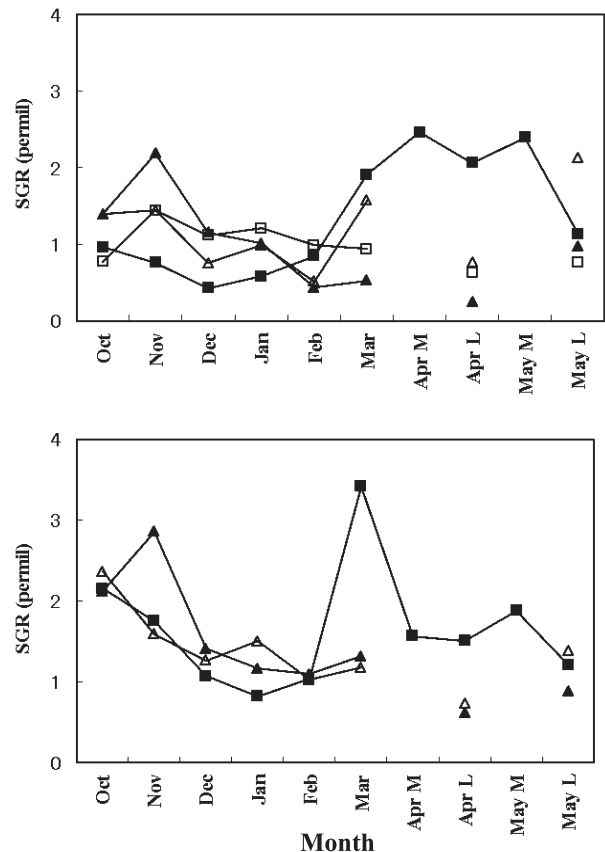 4
3
2
1
0
SGR (permil)
Oct
Nov
Dec
Jan
Feb
Mar
Apr M
Apr L
May M
May L
4
3
2
1
0
SGR (permil)
Oct
Nov
Dec
Jan
Feb
Mar
Apr M
Apr L
May M
May L
Month